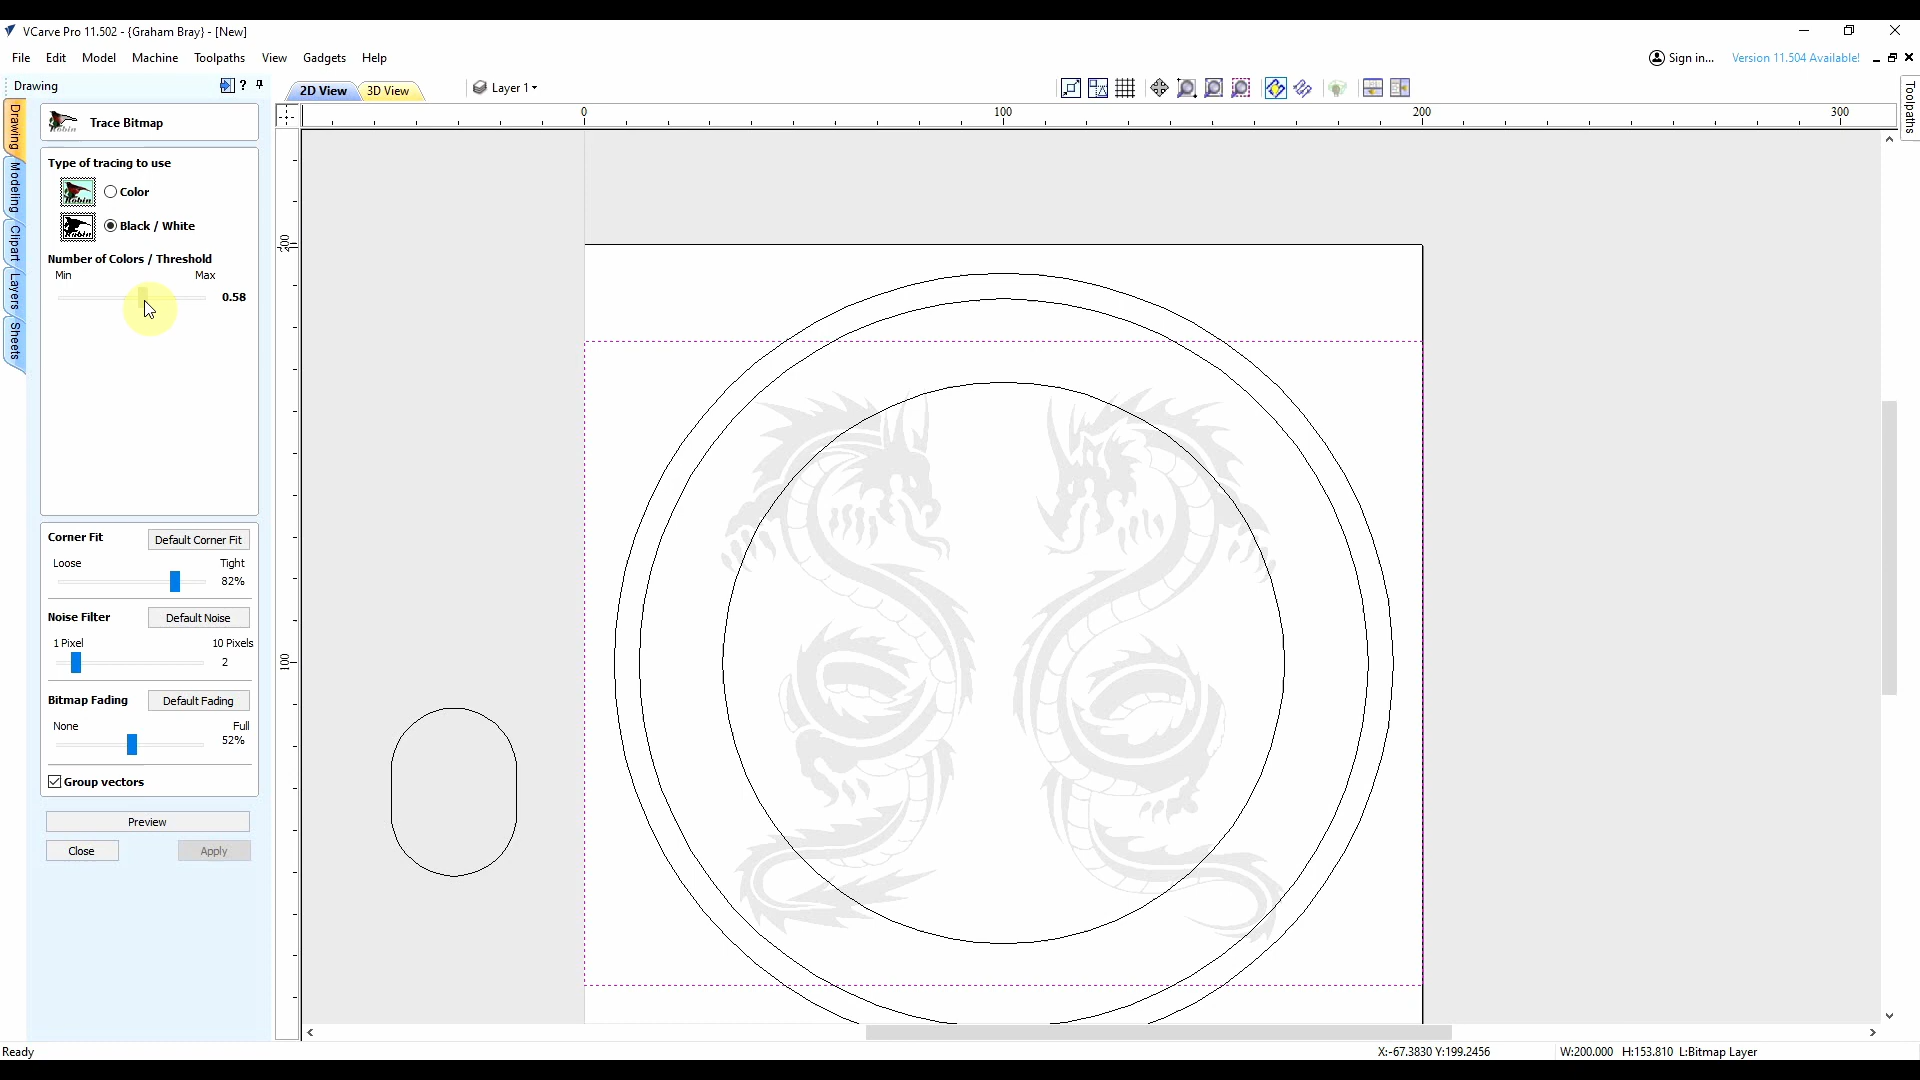 VCarve Pro 11.502 - {Graham Bray} - [New]
File Edit Model Machine Toolpaths View Gadgets Help
Sign in... Version 11.504 Available!
Drawing
?
2D View 3D View Layer 1
Trace Bitmap
0 100 200 300
Toolpaths
Drawing
Modeling
Clipart
Layers
Sheets
Type of tracing to use
Color
Black / White
Number of Colors / Threshold
Min Max
0.58
200
100
Corner Fit Default Corner Fit
Loose Tight
82%
Noise Filter Default Noise
1 Pixel 10 Pixels
2
Bitmap Fading Default Fading
None Full
52%
Group vectors
Preview
Close Apply
Ready X:-67.3830 Y:199.2456 W:200.000 H:153.810 L:Bitmap Layer